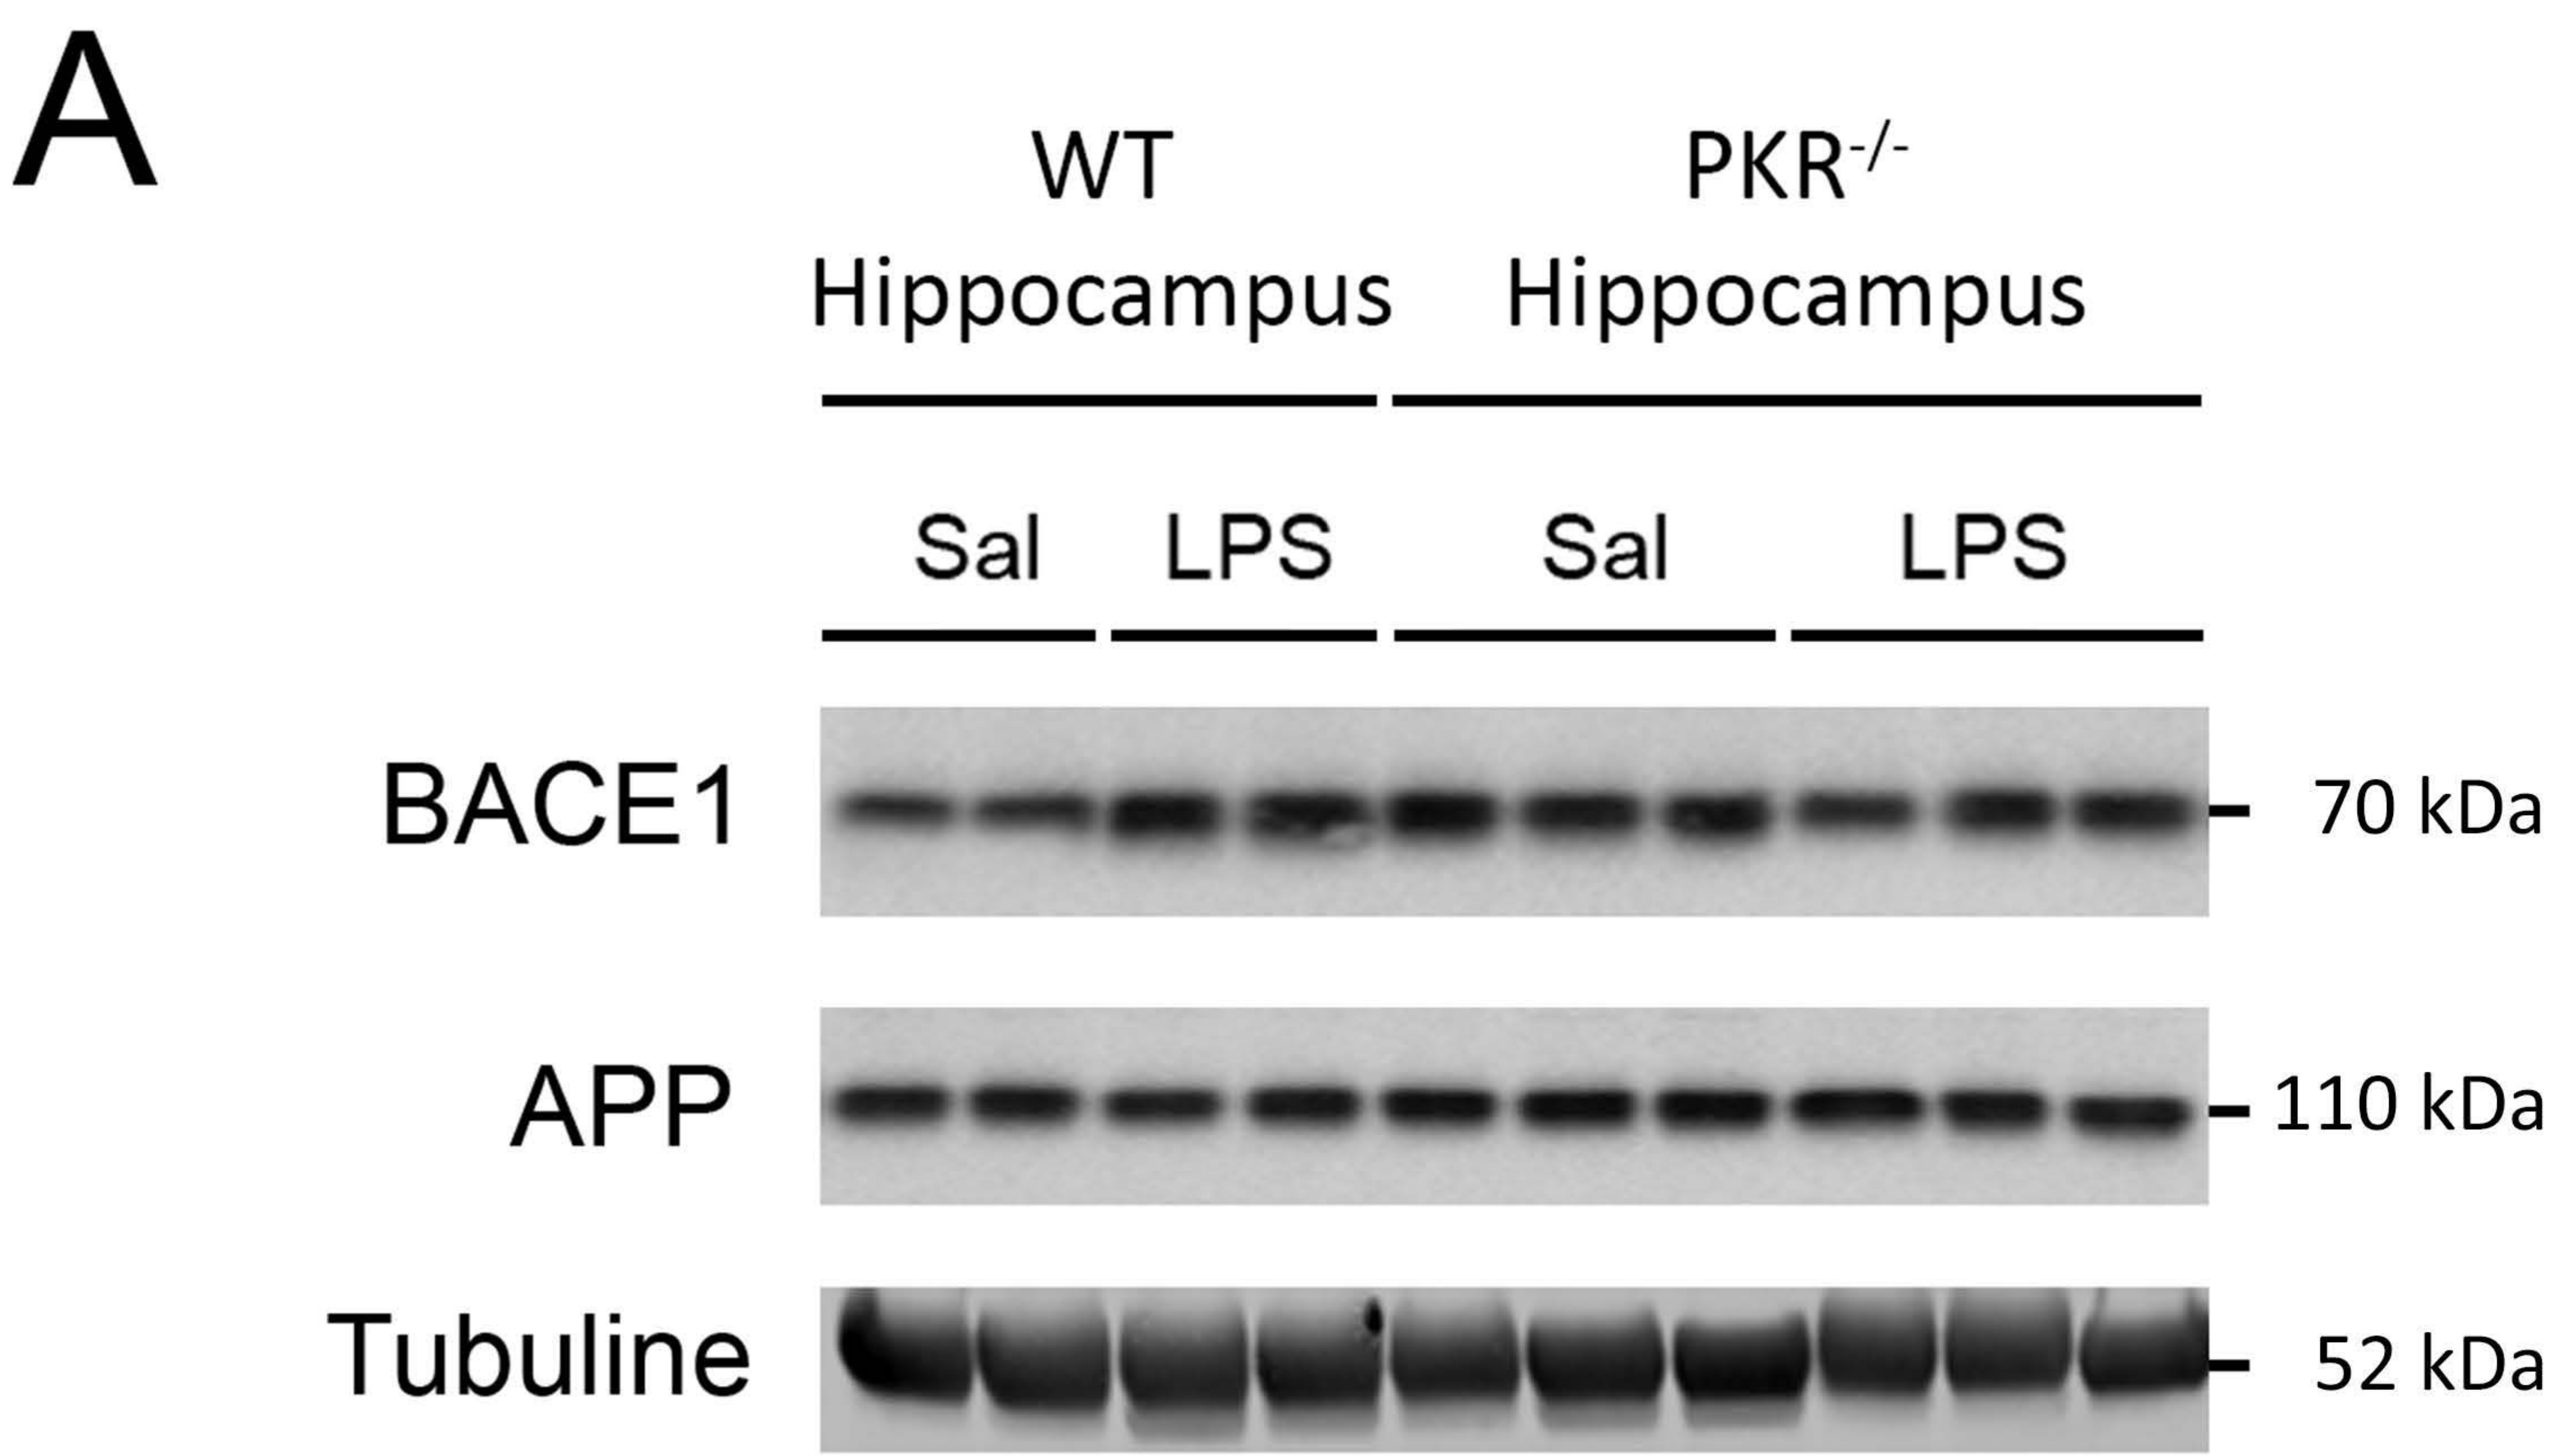 A
WT
Hippocampus
PKR-/-
Hippocampus
Sal LPS Sal LPS
BACE1 70 kDa
APP 110 kDa
Tubuline 52 kDa